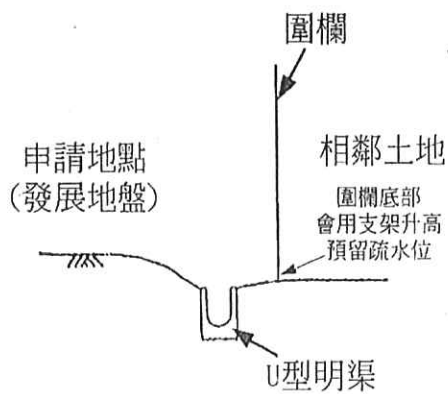 圍欄
申請地點
(發展地盤)
相鄰土地
圍欄底部
會用支架升高
預留疏水位
U型明渠